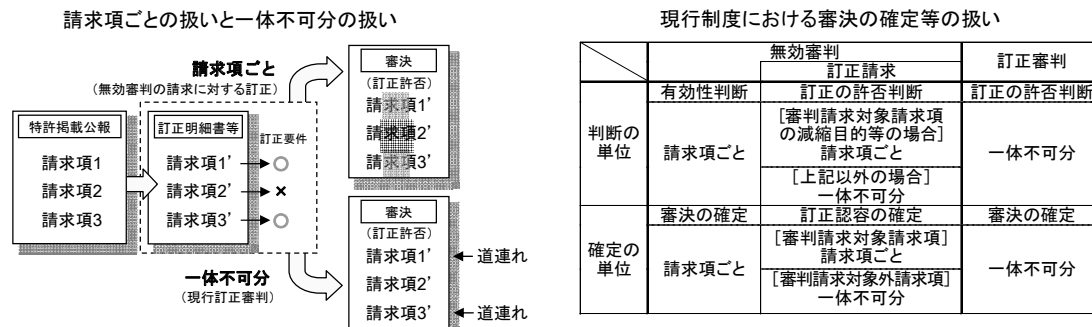 請求項ごとの扱いと一体不可分の扱い
請求項ごと
(無効審判の請求に対する訂正)
特許掲載公報
請求項1
請求項2
請求項3
訂正明細書等
訂正要件
請求項1’
請求項2’
請求項3’
審決
(訂正許否)
請求項1’
請求項2’
請求項3’
一体不可分
(現行訂正審判)
審決
(訂正許否)
請求項1’
道連れ
請求項2’
請求項3’
道連れ
現行制度における審決の確定等の扱い
無効審判
訂正審判
訂正請求
有効性判断
訂正の許否判断
訂正の許否判断
判断の
単位
請求項ごと
[審判請求対象請求項
の減縮目的等の場合]
請求項ごと
[上記以外の場合]
一体不可分
一体不可分
審決の確定
訂正認容の確定
審決の確定
確定の
単位
請求項ごと
[審判請求対象請求項]
請求項ごと
[審判請求対象外請求項]
一体不可分
一体不可分